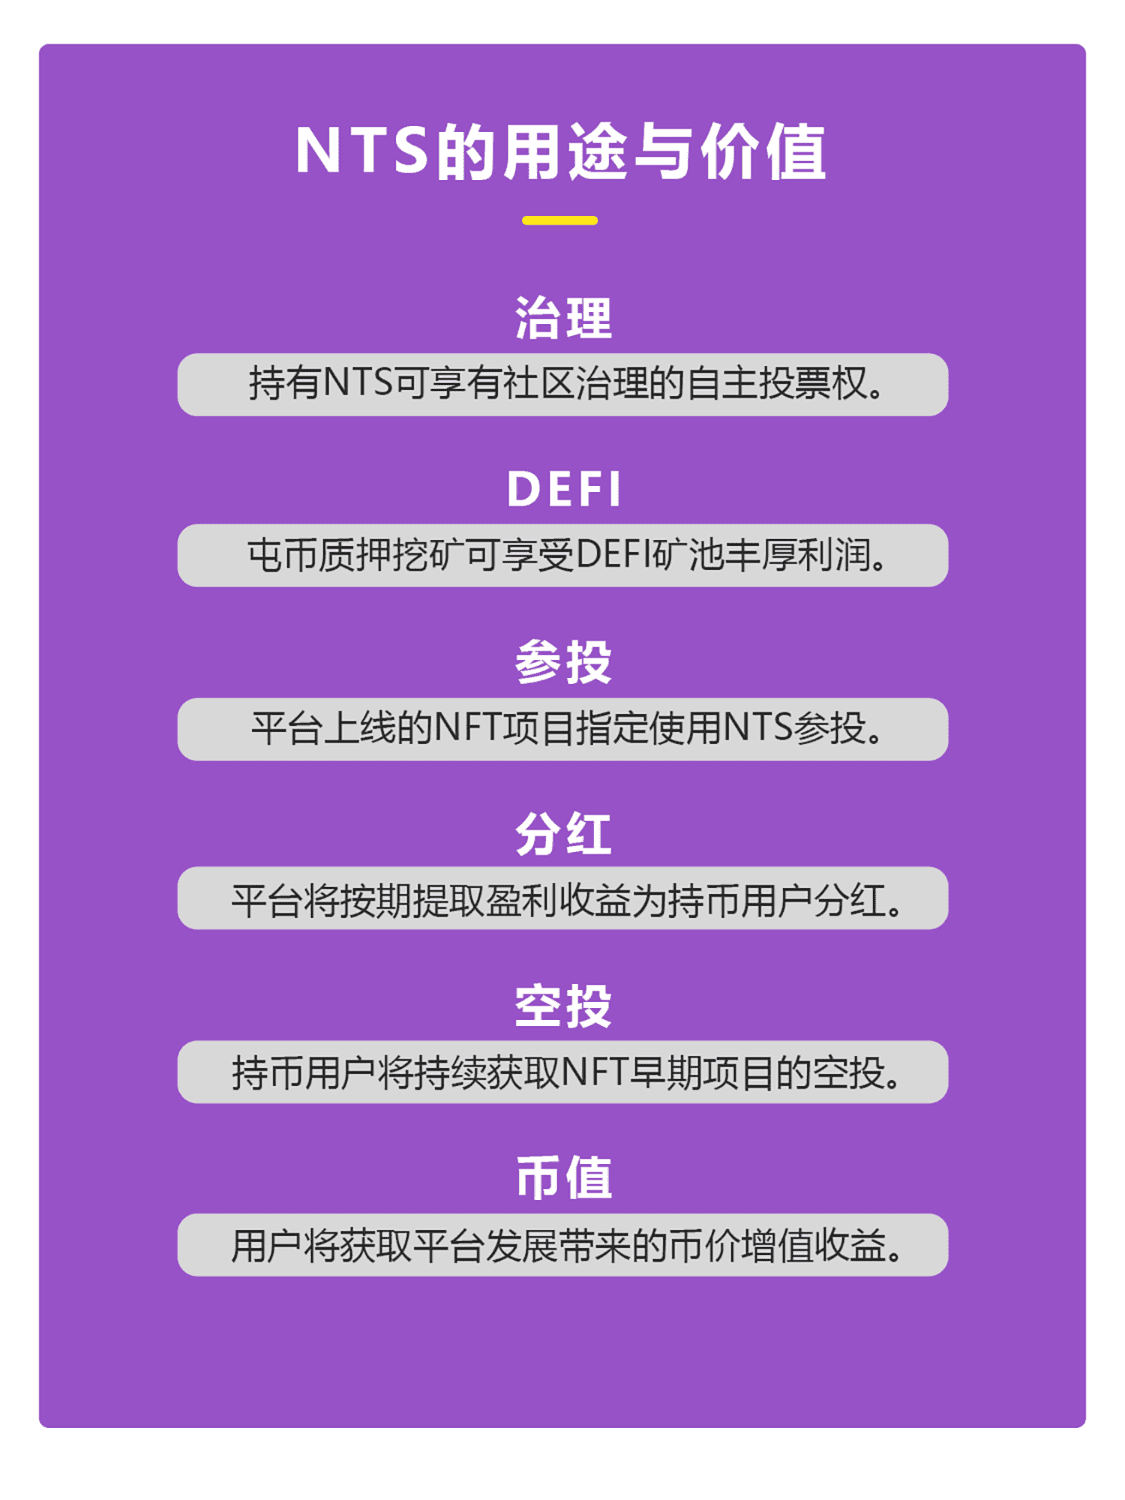 NTS的用途与价值
治理
持有NTS可享有社区治理的自主投票权。
DEFI
屯币质押挖矿可享受DEFI矿池丰厚利润。
参投
平台上线的NFT项目指定使用NTS参投。
分红
平台将按期提取盈利收益为持币用户分红。
空投
持币用户将持续获取NFT早期项目的空投。
币值
用户将获取平台发展带来的币价增值收益。